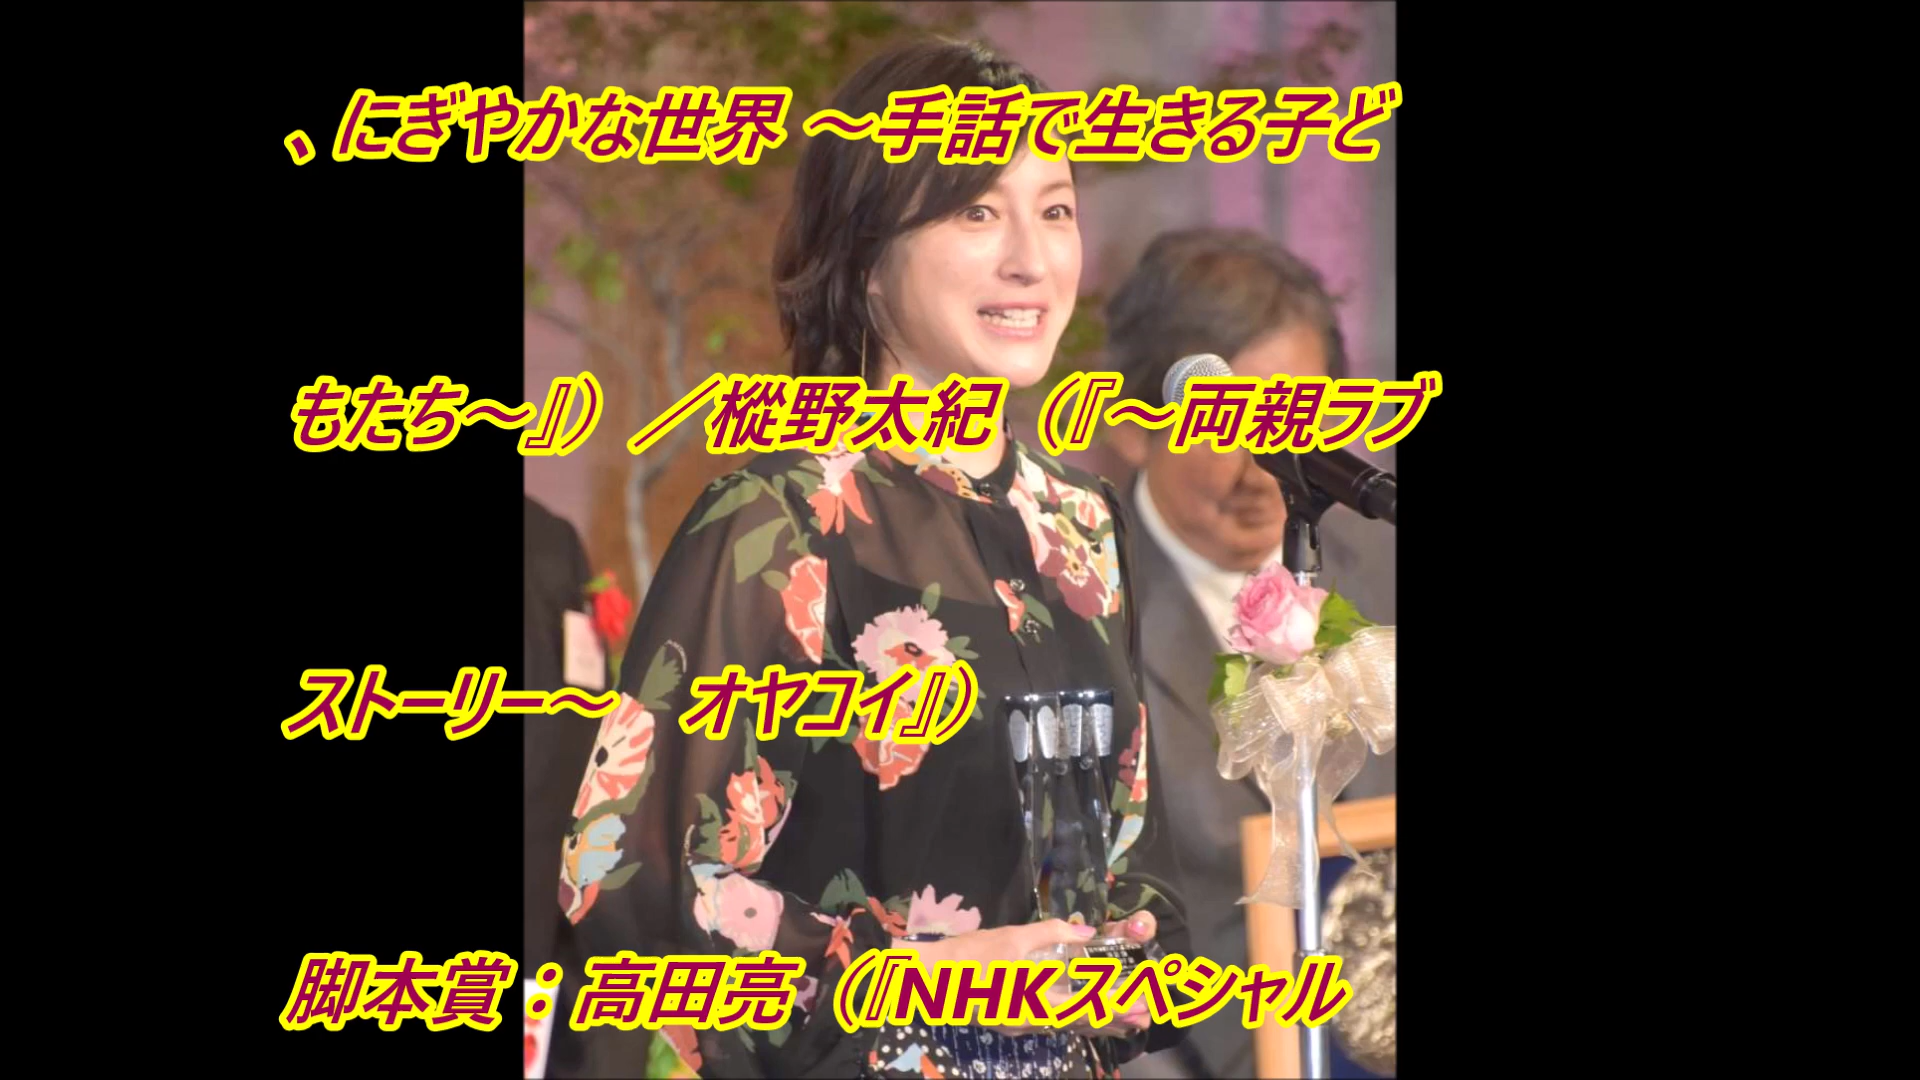 、にぎやかな世界 ～手話で生きる子ど
もたち～』）／樅野太紀（『～両親ラブ
ストーリー～　オヤコイ』）
脚本賞：高田亮（『NHKスペシャル